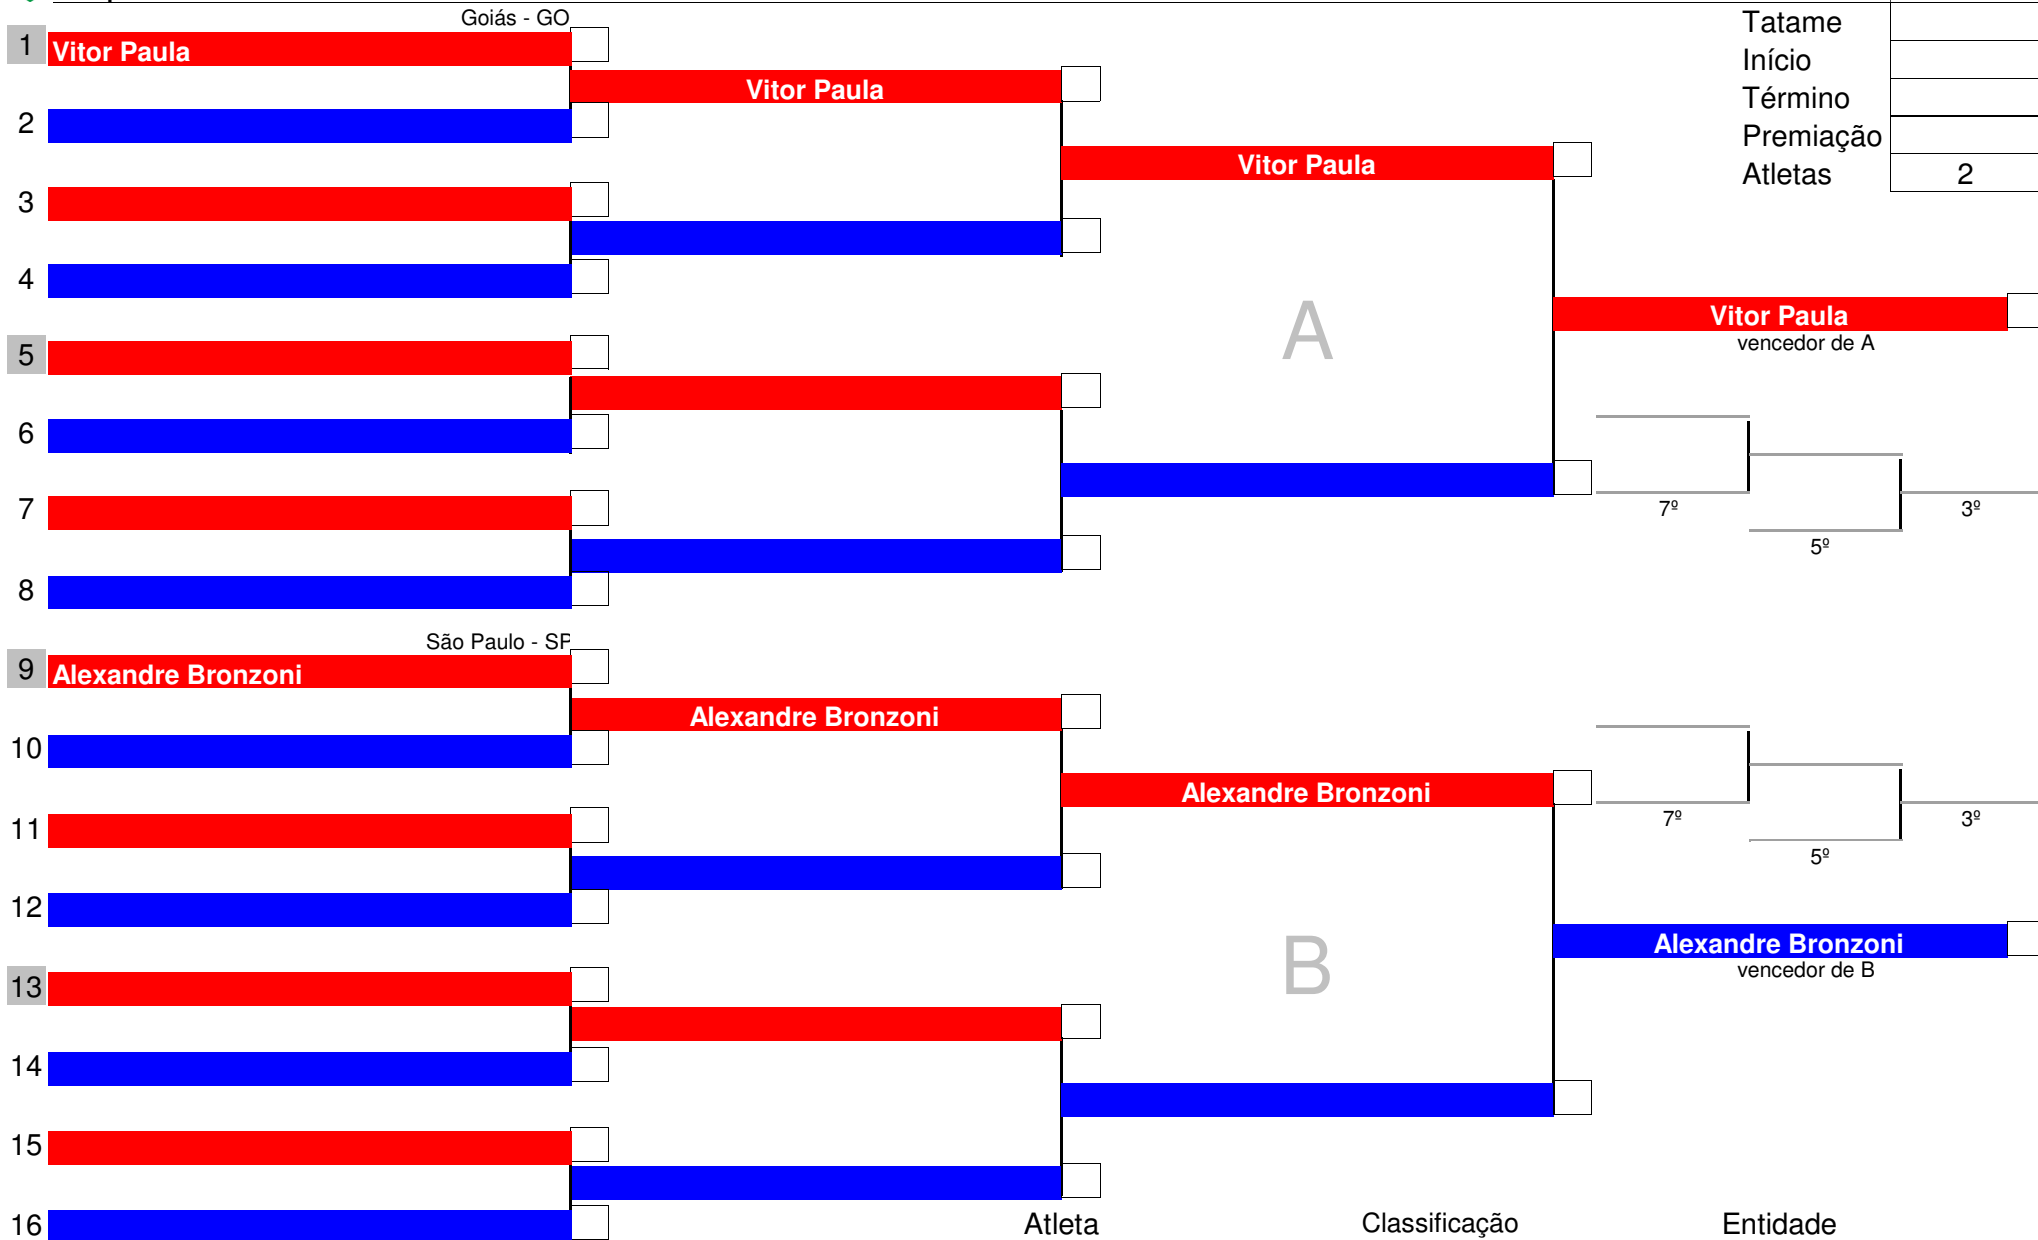 Goiás - GO
Tatame
1 Vitor Paula
Vitor Paula
Início
Término
2
Premiação
Vitor Paula
Atletas 2
3
4
Vitor Paula
vencedor de A
A
5
6
7
7º
3º
5º
8
São Paulo - SP
9 Alexandre Bronzoni
Alexandre Bronzoni
10
Alexandre Bronzoni
7º
3º
11
5º
12
Alexandre Bronzoni
vencedor de B
B
13
14
15
16
Atleta
Classificação
Entidade